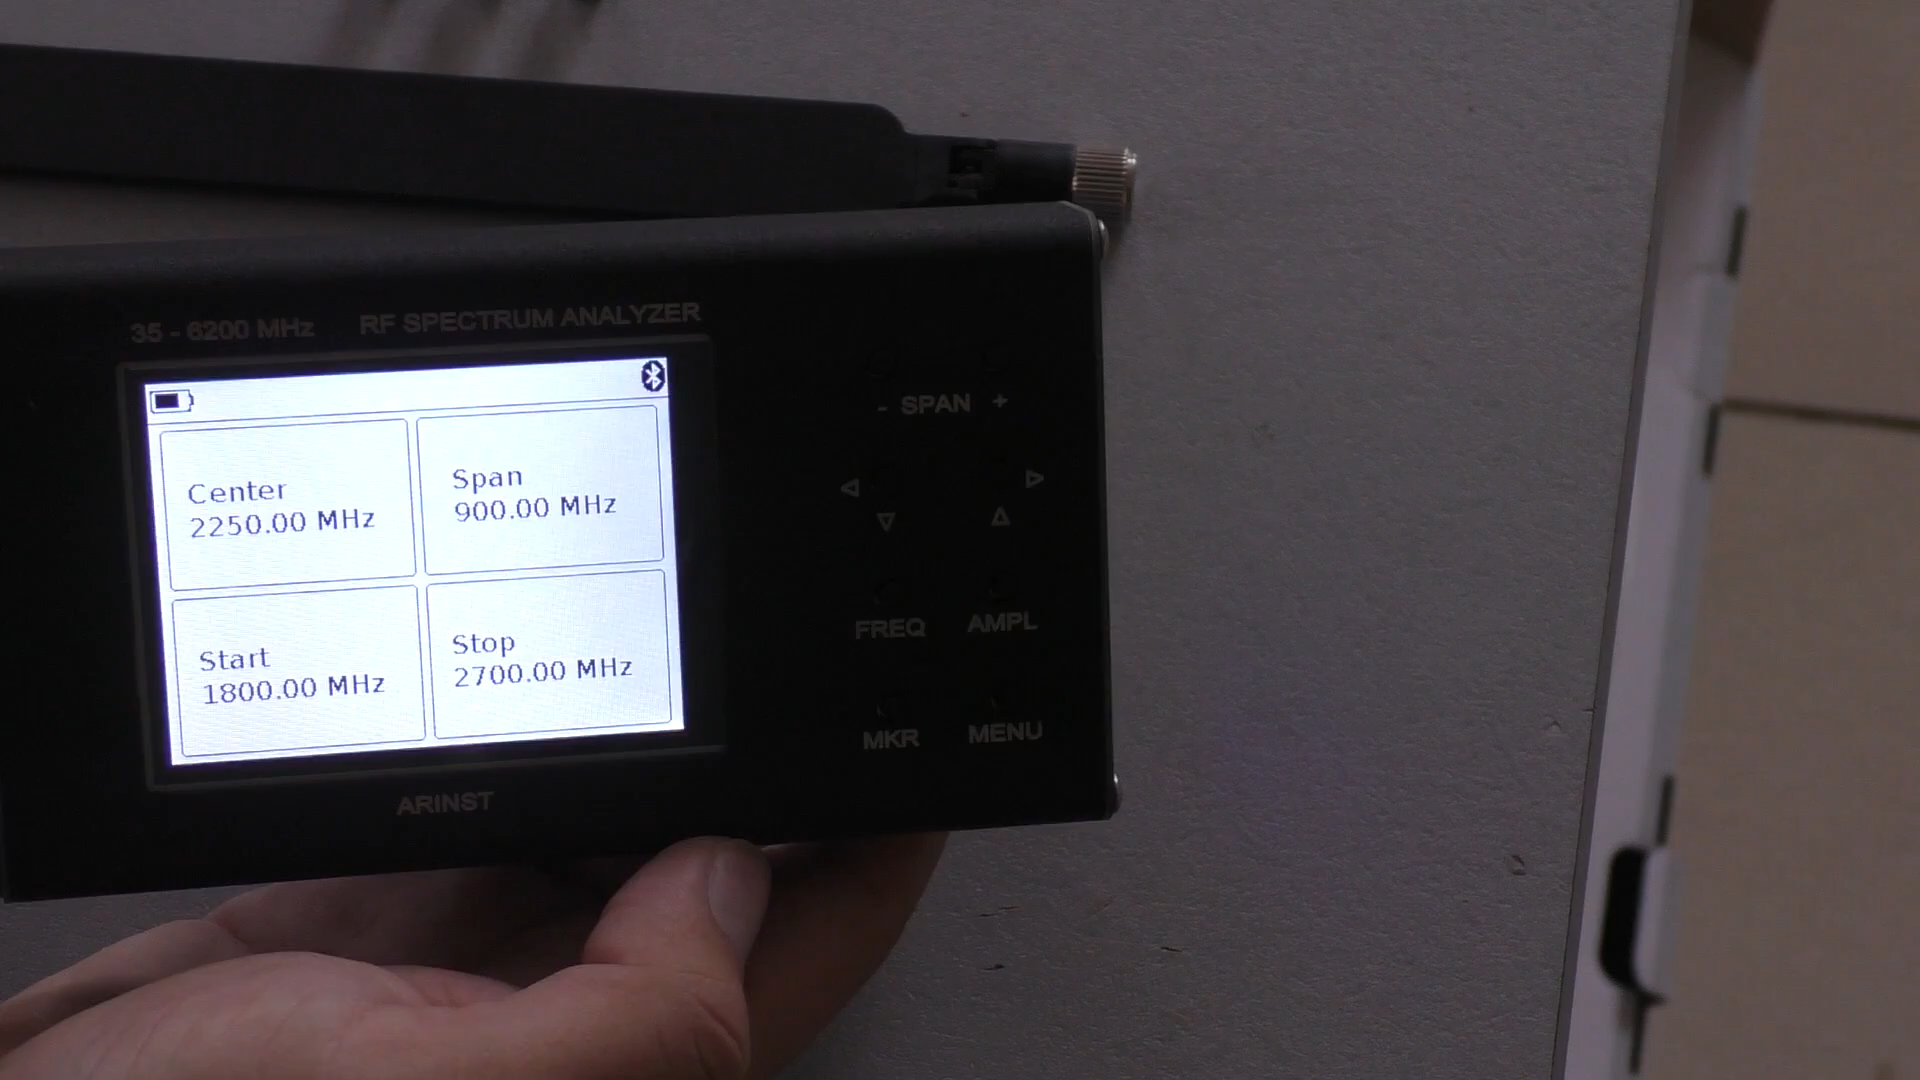 35 - 6200 MHz RF SPECTRUM ANALYZER
Center
2250.00 MHz
Span
900.00 MHz
Start
1800.00 MHz
Stop
2700.00 MHz
- SPAN +
FREQ AMPL
MKR MENU
ARINST